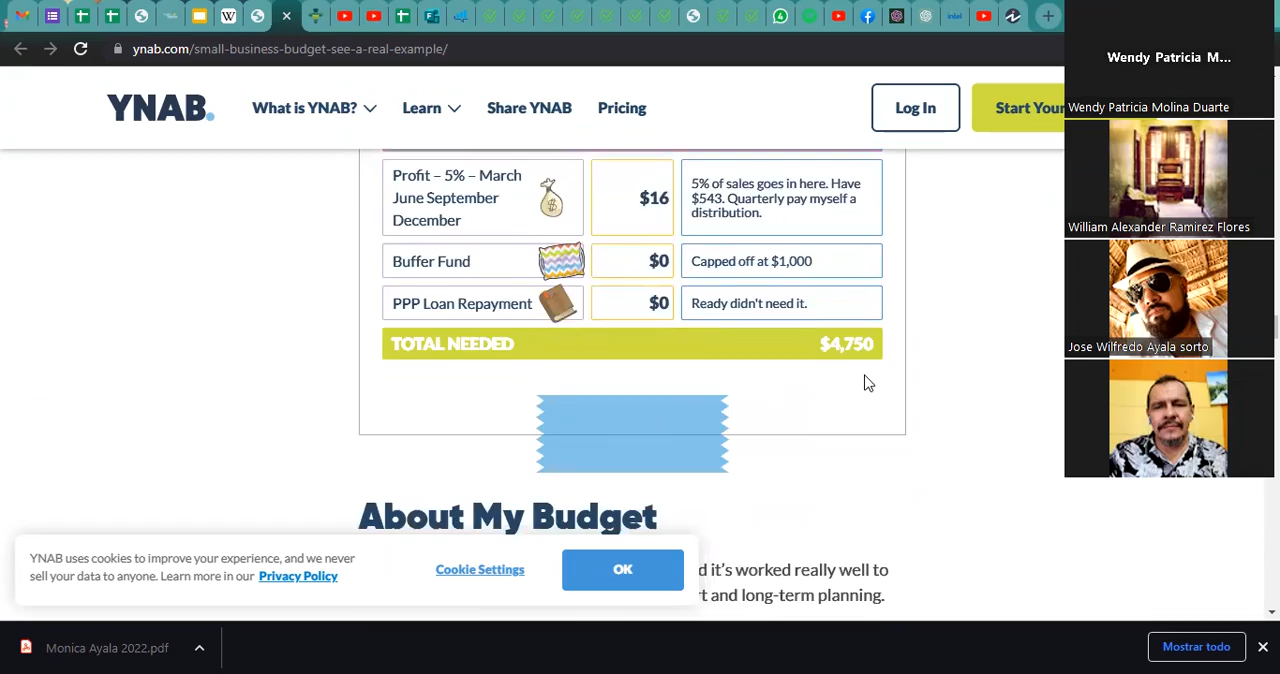 ynab.com/small-business-budget-see-a-real-example/
YNAB.
What is YNAB?
Learn
Share YNAB
Pricing
Log In
Start Your
Profit – 5% – March
June September
December
$16
5% of sales goes in here. Have
$543. Quarterly pay myself a
distribution.
Buffer Fund
$0
Capped off at $1,000
PPP Loan Repayment
$0
Ready didn't need it.
TOTAL NEEDED
$4,750
About My Budget
d it's worked really well to
rt and long-term planning.
YNAB uses cookies to improve your experience, and we never
sell your data to anyone. Learn more in our Privacy Policy
Cookie Settings
OK
Monica Ayala 2022.pdf
Mostrar todo
Wendy Patricia M...
Wendy Patricia Molina Duarte
William Alexander Ramirez Flores
Jose Wilfredo Ayala sorto